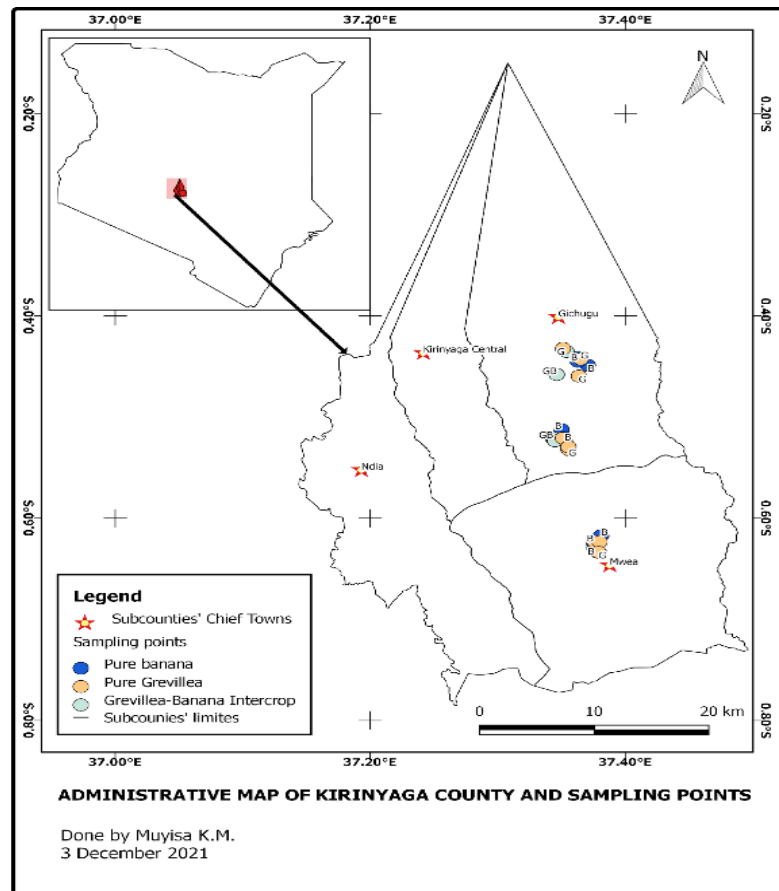 37.00°E 37.20°E 37.40°E
N
0.20°S 0.20°S
0.40°S 0.40°S
Gichugu
Kirinyaga Central
G
B
B
G
B
GB
G
B
GB
B
G
Ndia
0.60°S 0.60°S
B
B
B
G
Mwea
Legend
Subcounties' Chief Towns
Sampling points
Pure banana
Pure Grevillea
Grevillea-Banana Intercrop
Subcounies' limites
0 10 20 km
0.80°S 0.80°S
37.00°E 37.20°E 37.40°E
ADMINISTRATIVE MAP OF KIRINYAGA COUNTY AND SAMPLING POINTS
Done by Muyisa K.M.
3 December 2021